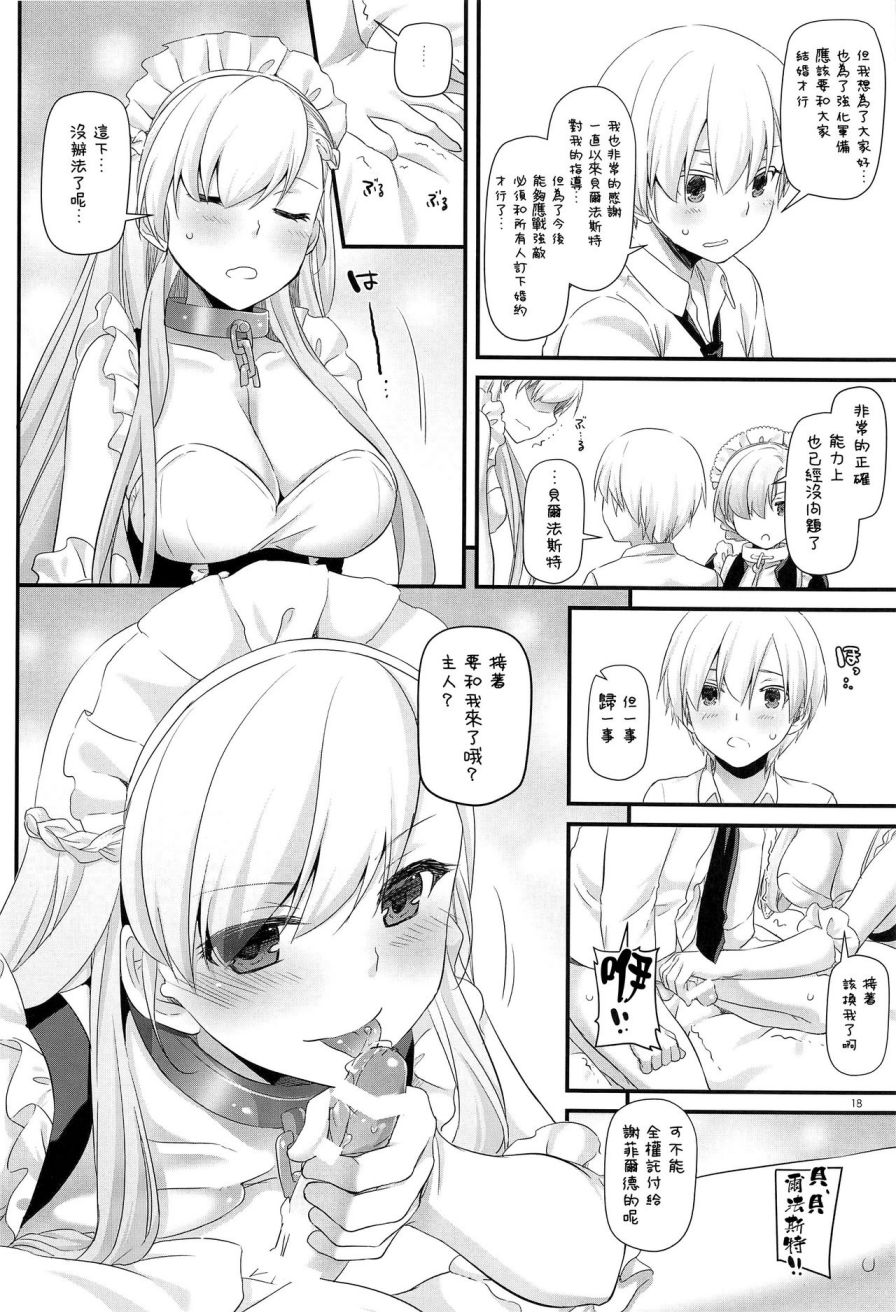 但我想為了大家好…
也為了強化軍備
應該要和大家
結婚才行
我也非常的感謝
一直以來貝爾法斯特
對我的指導…
但為了今後
能夠應戰強敵
必須和所有人訂下婚約
才行了…
…
ぶる
ぶる
這下…
沒辦法了呢…
は…
非常的正確
能力上
也已經沒問題了
ぶ…る
…貝爾法斯特
ほっ…
但一事
歸一事
接著
該換我了啊
咿!!
18
接著
要和我來了哦?
主人?
可不能
全權託付給
謝菲爾德的呢
貝、貝
爾法斯特!!